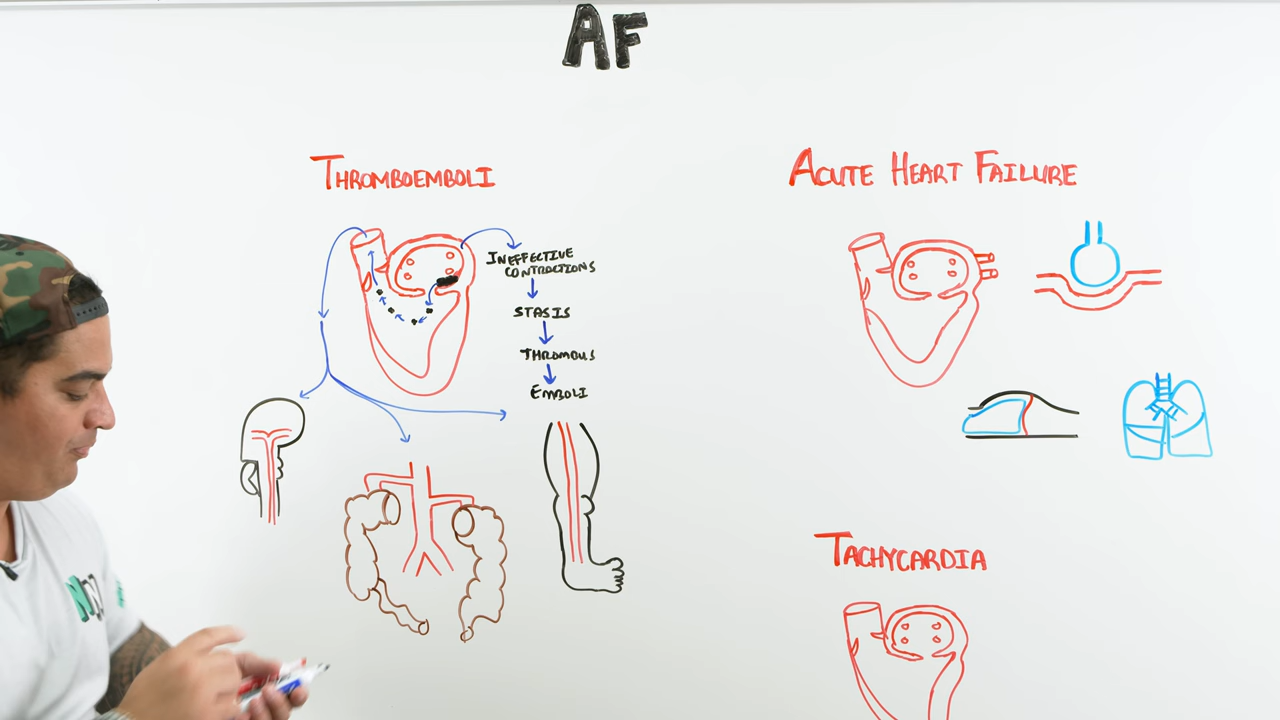 AF
THROMBOEMBOLI
INEFFECTIVE
CONTRACTIONS
STASIS
THROMBUS
EMBOLI
ACUTE HEART FAILURE
TACHYCARDIA